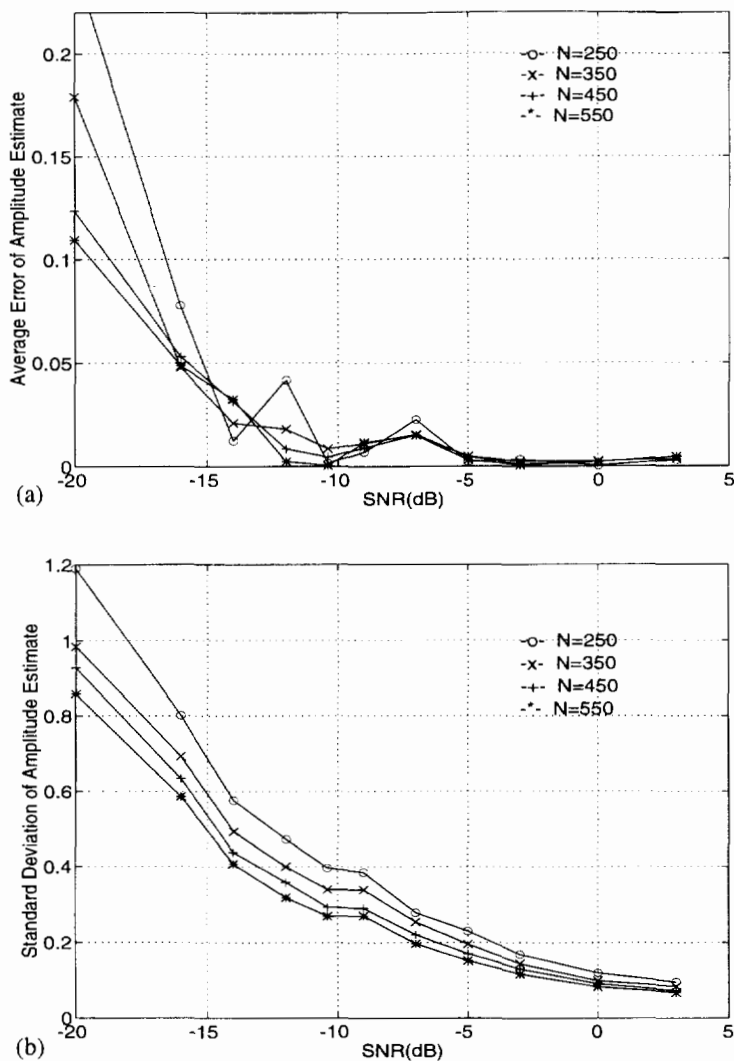 0.2
0.15
0.1
0.05
0
Average Error of Amplitude Estimate
-o- N=250
-x- N=350
-+- N=450
-*- N=550
-20 -15 -10 -5 0 5
SNR(dB)
(a)
1.2
1
0.8
0.6
0.4
0.2
0
Standard Deviation of Amplitude Estimate
-o- N=250
-x- N=350
-+- N=450
-*- N=550
-20 -15 -10 -5 0 5
SNR(dB)
(b)